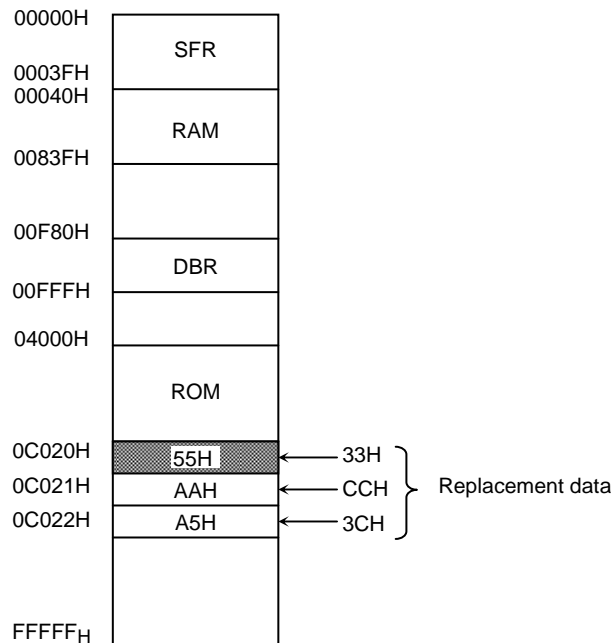 00000H
SFR
0003FH
00040H
RAM
0083FH
00F80H
DBR
00FFFH
04000H
ROM
0C020H 55H 33H
0C021H AAH CCH Replacement data
0C022H A5H 3CH
FFFFFH